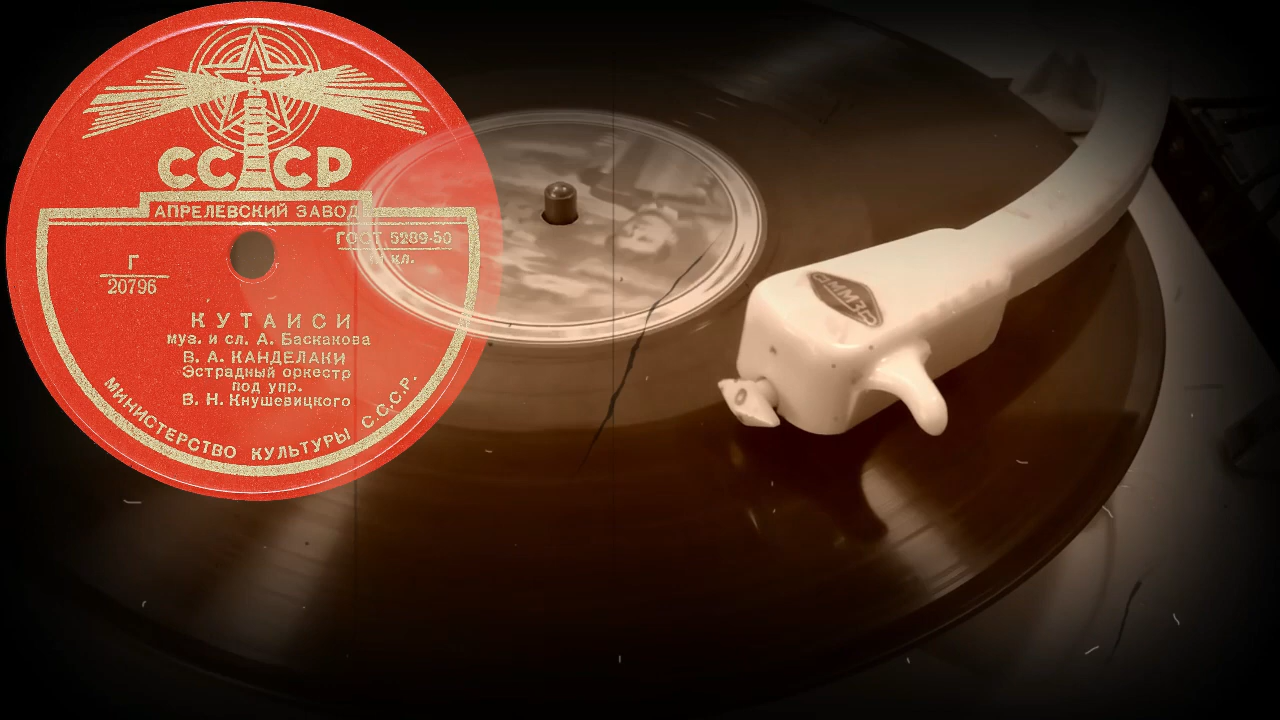 СССР
АПРЕЛЕВСКИЙ ЗАВОД
ГОСТ 5289-50
кл.
Г
20796
КУТАИСИ
муз. и сл. А. Баскакова
В. А. КАНДЕЛАКИ
Эстрадный оркестр
под упр.
В. Н. Кнушевицкого
МИНИСТЕРСТВО КУЛЬТУРЫ С.С.С.Р.